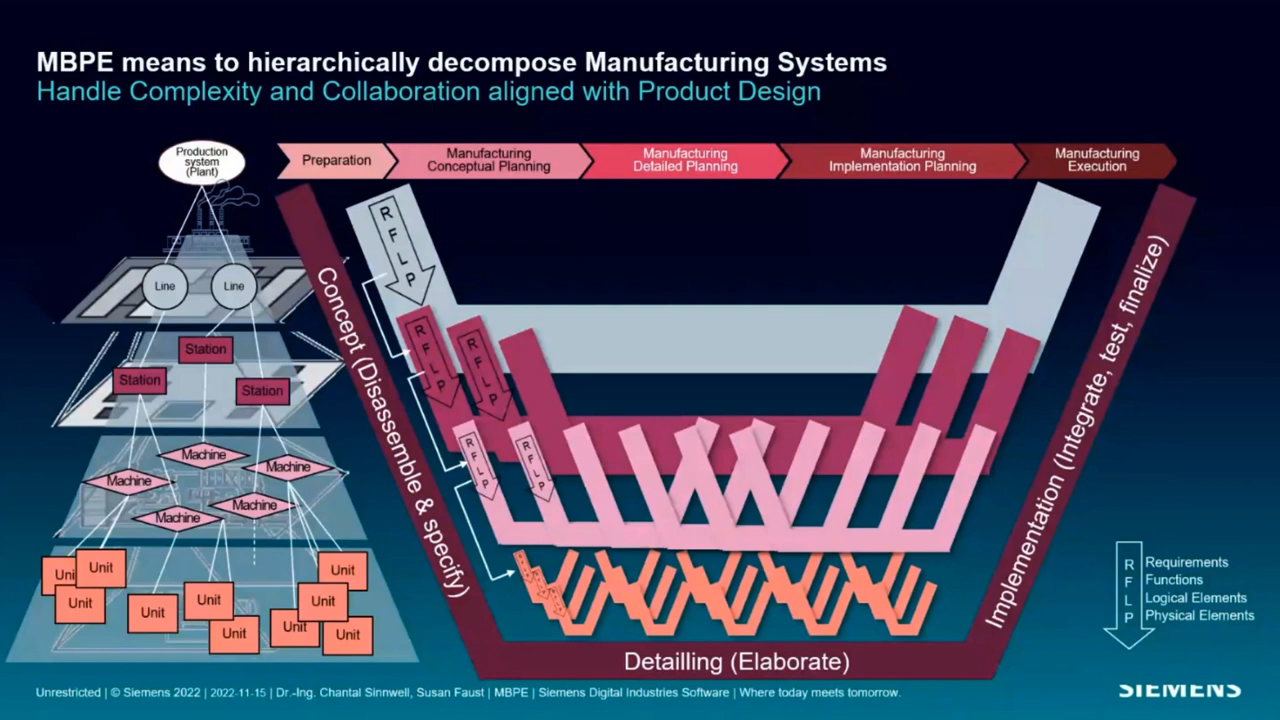 MBPE means to hierarchically decompose Manufacturing Systems
Handle Complexity and Collaboration aligned with Product Design
Production
system
(Plant)
Preparation
Manufacturing
Conceptual Planning
Manufacturing
Detailed Planning
Manufacturing
Implementation Planning
Manufacturing
Execution
Line
Line
Station
Station
Station
Machine
Machine
Machine
Machine
Machine
Unit
Uni
Unit
Unit
Unit
Unit
Unit
Unit
Unit
Unit
Concept (Disassemble & specify)
R
F
L
P
R
F
L
P
R
F
L
P
R
F
L
P
R
F
L
P
Detailling (Elaborate)
Implementation (Integrate, test, finalize)
R Requirements
F Functions
L Logical Elements
P Physical Elements
Unrestricted | © Siemens 2022 | 2022-11-15 | Dr.-Ing. Chantal Sinnwell, Susan Faust | MBPE | Siemens Digital Industries Software | Where today meets tomorrow.
SIEMENS